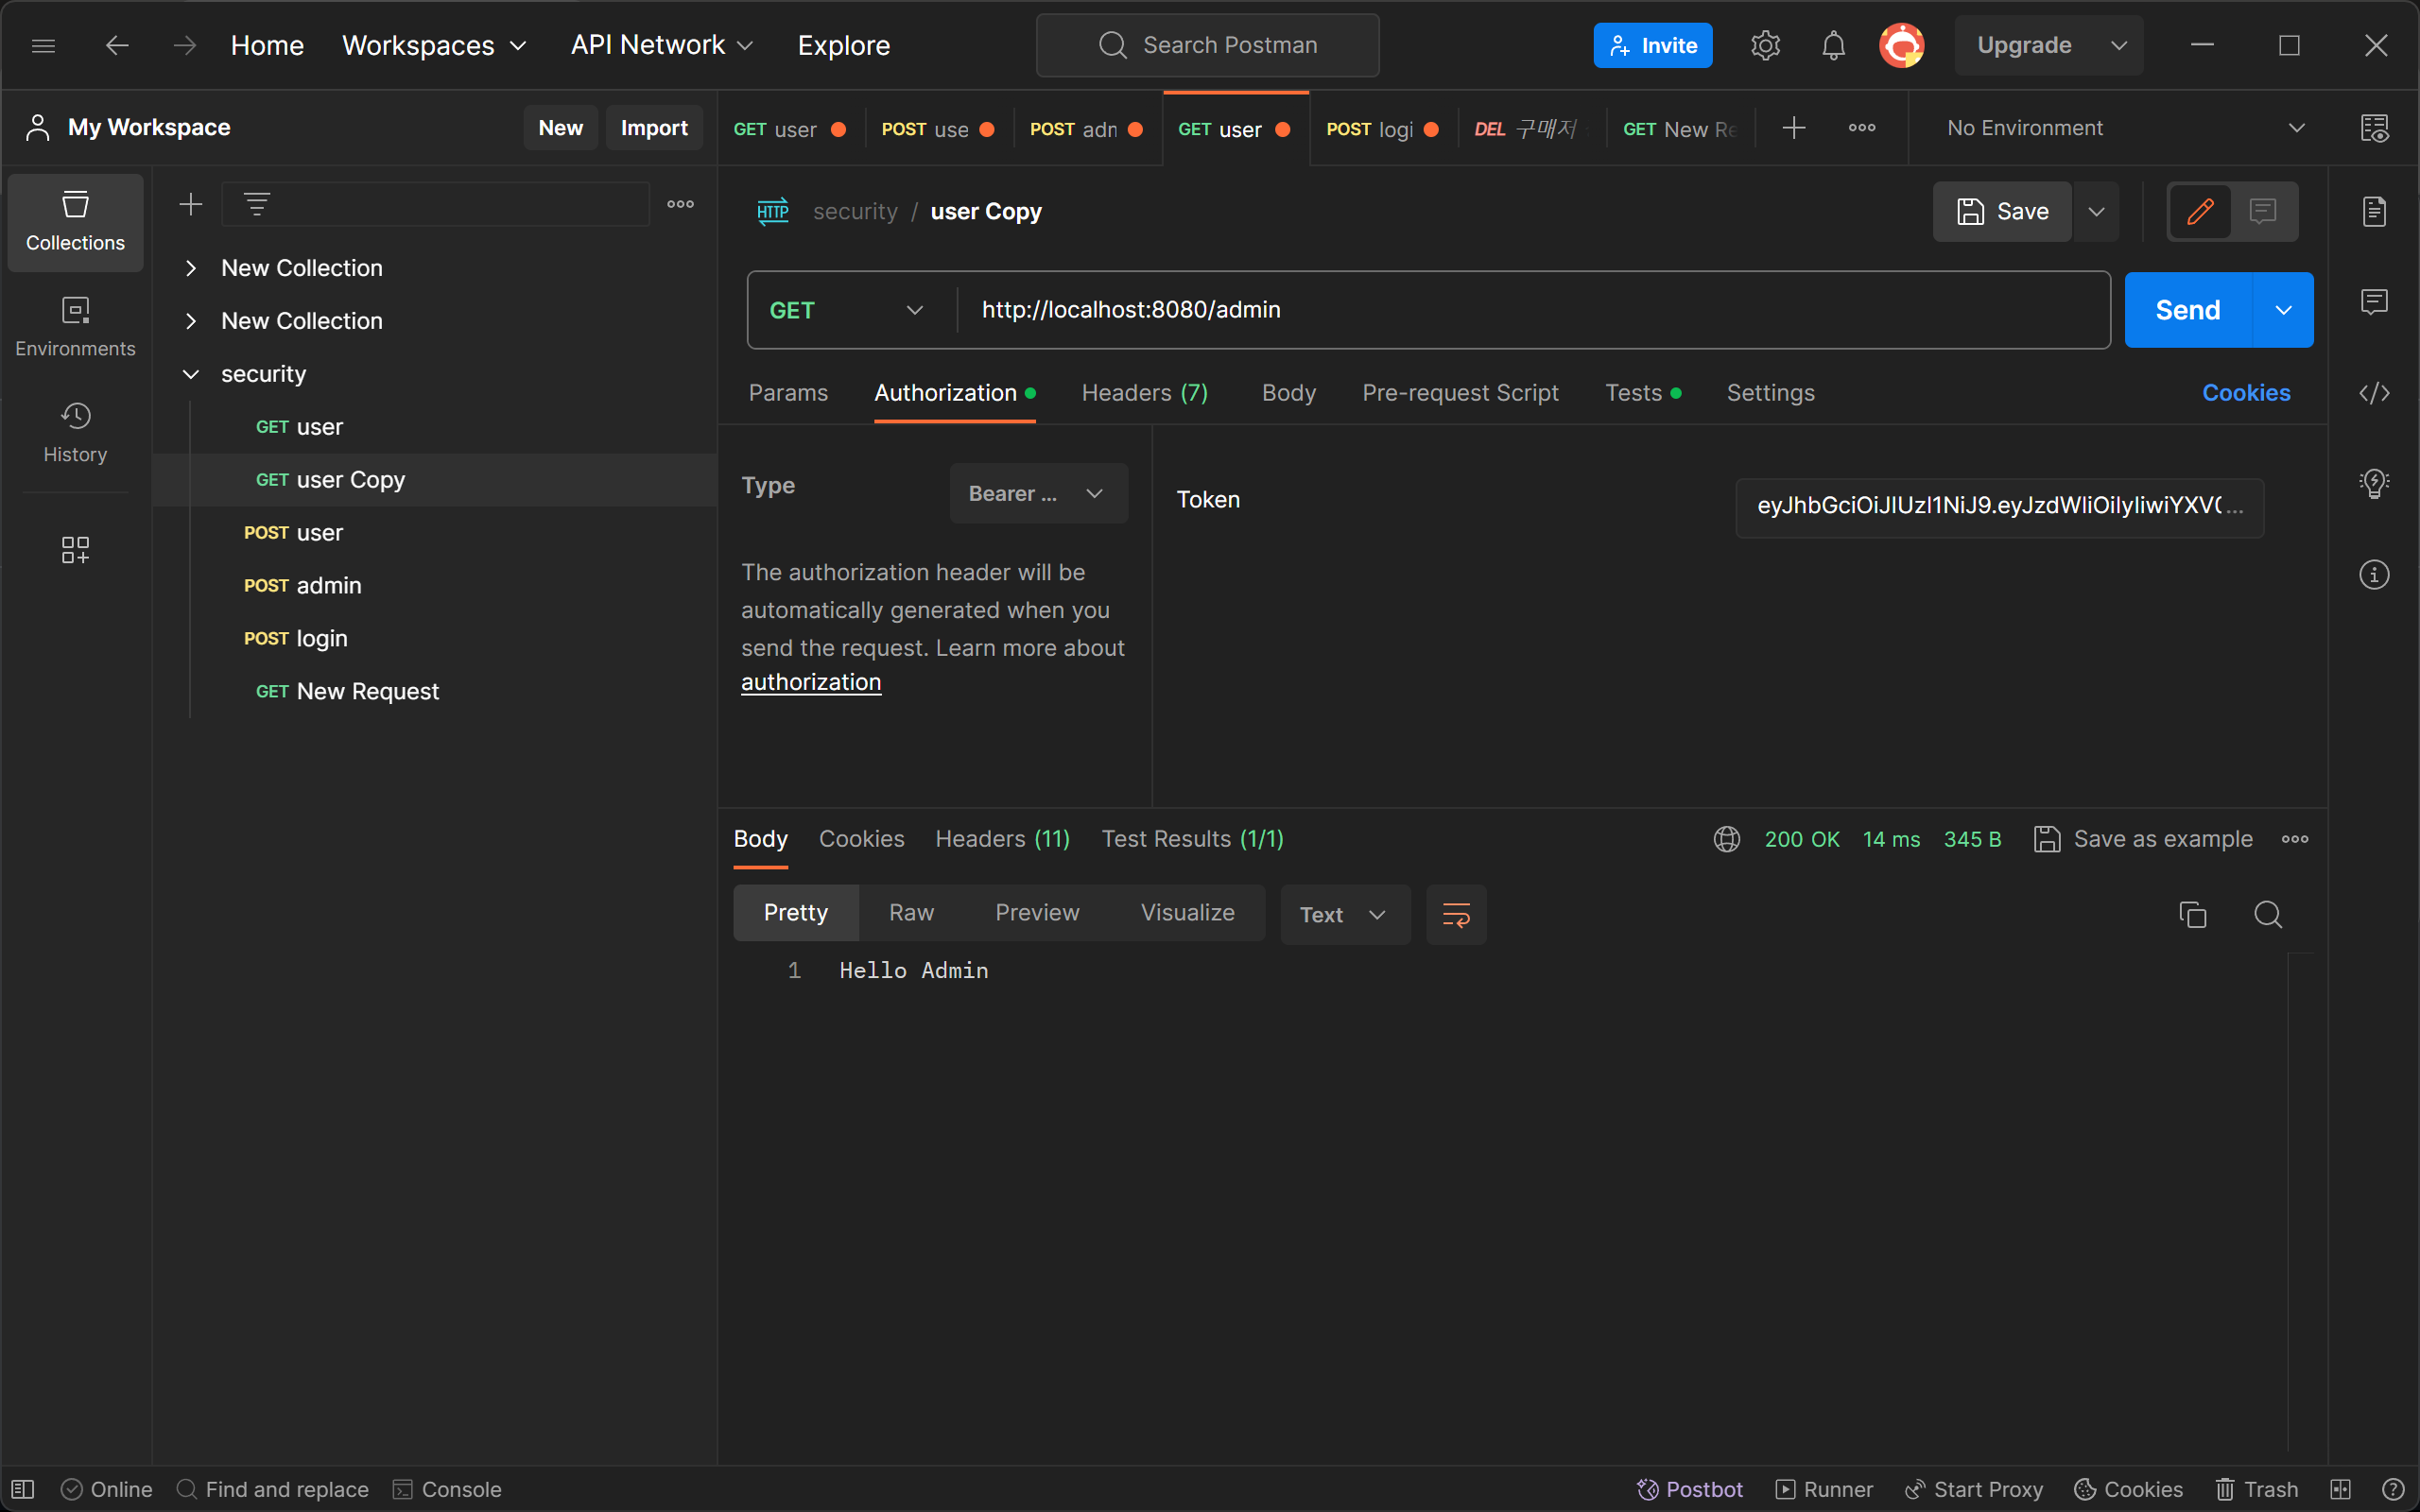 Home Workspaces API Network Explore Search Postman Invite Upgrade
My Workspace New Import
GET user POST use POST adn GET user POST logi DEL 구매저 GET New Re No Environment
Collections
Environments
History
New Collection
New Collection
security
GET user
GET user Copy
POST user
POST admin
POST login
GET New Request
HTTP security / user Copy Save
GET http://localhost:8080/admin Send
Params Authorization Headers (7) Body Pre-request Script Tests Settings Cookies
Type Bearer ...
The authorization header will be
automatically generated when you
send the request. Learn more about
authorization
Token eyJhbGciOiJIUzI1NiJ9.eyJzdWIiOiIyIiwiYXV0 ...
Body Cookies Headers (11) Test Results (1/1) 200 OK 14 ms 345 B Save as example
Pretty Raw Preview Visualize Text
1 Hello Admin
Online Find and replace Console Postbot Runner Start Proxy Cookies Trash